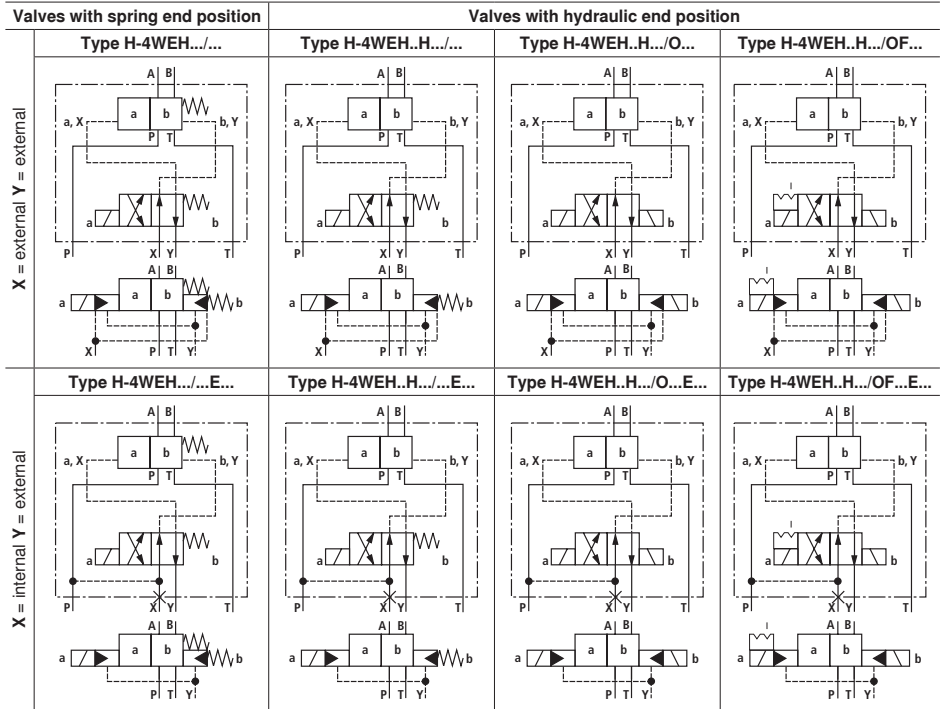 Valves with spring end position
Valves with hydraulic end position
Type H-4WEH.../...
Type H-4WEH..H.../...
Type H-4WEH..H.../O...
Type H-4WEH..H.../OF...
X = external Y = external
A B
a b
a, X b, Y
P T
a b
P X Y T
A B
a a b b
X P T Y
A B
a b
a, X b, Y
P T
a b
P X Y T
A B
a a b b
X P T Y
A B
a b
a, X b, Y
P T
a b
P X Y T
A B
a a b b
X P T Y
A B
a b
a, X b, Y
P T
a b
P X Y T
A B
a a b b
X P T Y
Type H-4WEH.../...E...
Type H-4WEH..H.../...E...
Type H-4WEH..H.../O...E...
Type H-4WEH..H.../OF...E...
X = internal Y = external
A B
a b
a, X b, Y
P T
a b
P X Y T
A B
a a b b
P T Y
A B
a b
a, X b, Y
P T
a b
P X Y T
A B
a a b b
P T Y
A B
a b
a, X b, Y
P T
a b
P X Y T
A B
a a b b
P T Y
A B
a b
a, X b, Y
P T
a b
P X Y T
A B
a a b b
P T Y